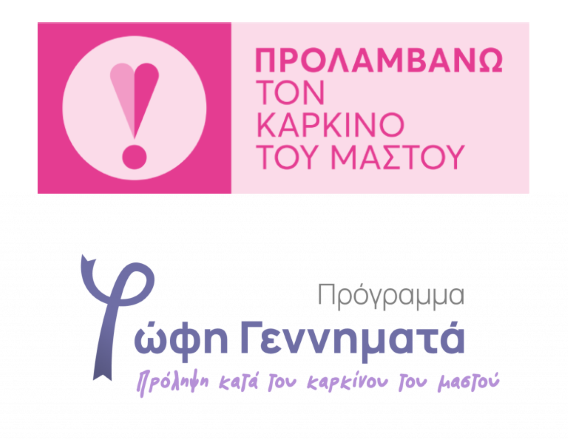 ΠΡΟΛΑΜΒΑΝΩ
ΤΟΝ
ΚΑΡΚΙΝΟ
ΤΟΥ ΜΑΣΤΟΥ
Πρόγραμμα
Φώφη Γεννηματά
Πρόληψη κατά του καρκίνου του μαστού